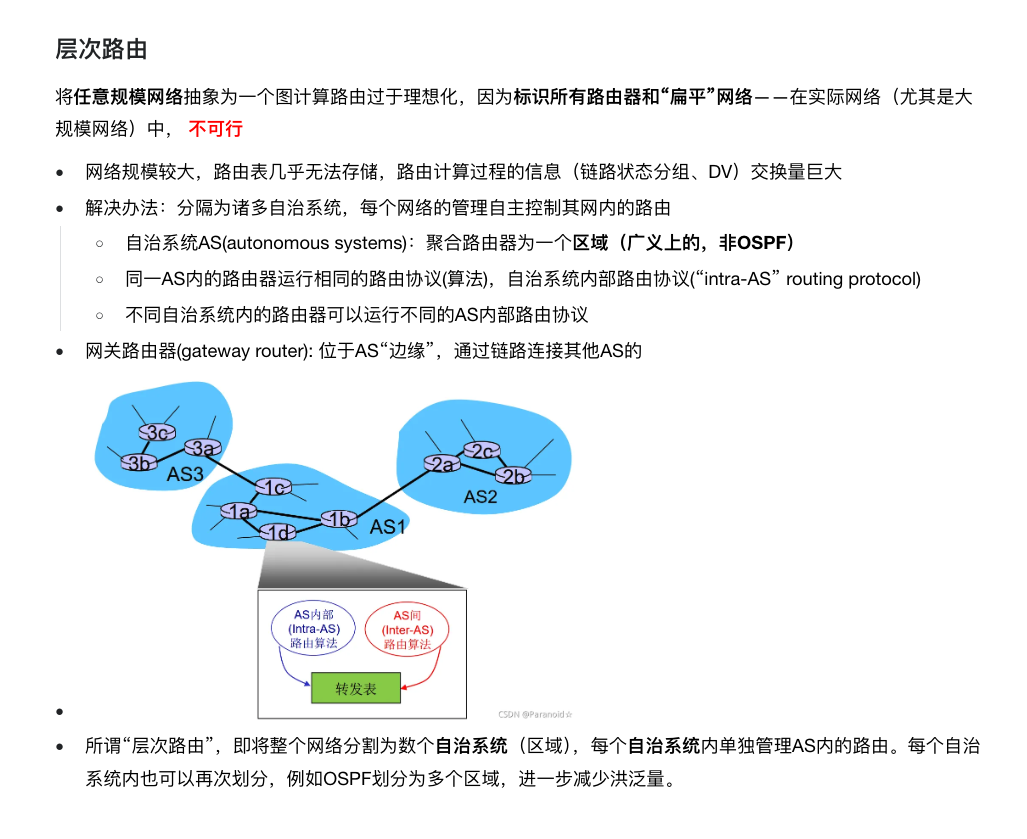 层次路由
将任意规模网络抽象为一个图计算路由过于理想化，因为标识所有路由器和“扁平”网络——在实际网络（尤其是大
规模网络）中， 不可行
网络规模较大，路由表几乎无法存储，路由计算过程的信息（链路状态分组、DV）交换量巨大
解决办法：分隔为诸多自治系统，每个网络的管理自主控制其网内的路由
自治系统AS(autonomous systems)：聚合路由器为一个区域（广义上的，非OSPF）
同一AS内的路由器运行相同的路由协议(算法)，自治系统内部路由协议(“intra-AS” routing protocol)
不同自治系统内的路由器可以运行不同的AS内部路由协议
网关路由器(gateway router): 位于AS“边缘”，通过链路连接其他AS的
3c
3a
3b
AS3
2c
2a
2b
AS2
1c
1a
1b
1d
AS1
AS内部
(Intra-AS)
路由算法
AS间
(Inter-AS)
路由算法
转发表
CSDN @Paranoid☆
所谓“层次路由”，即将整个网络分割为数个自治系统（区域），每个自治系统内单独管理AS内的路由。每个自治
系统内也可以再次划分，例如OSPF划分为多个区域，进一步减少洪泛量。